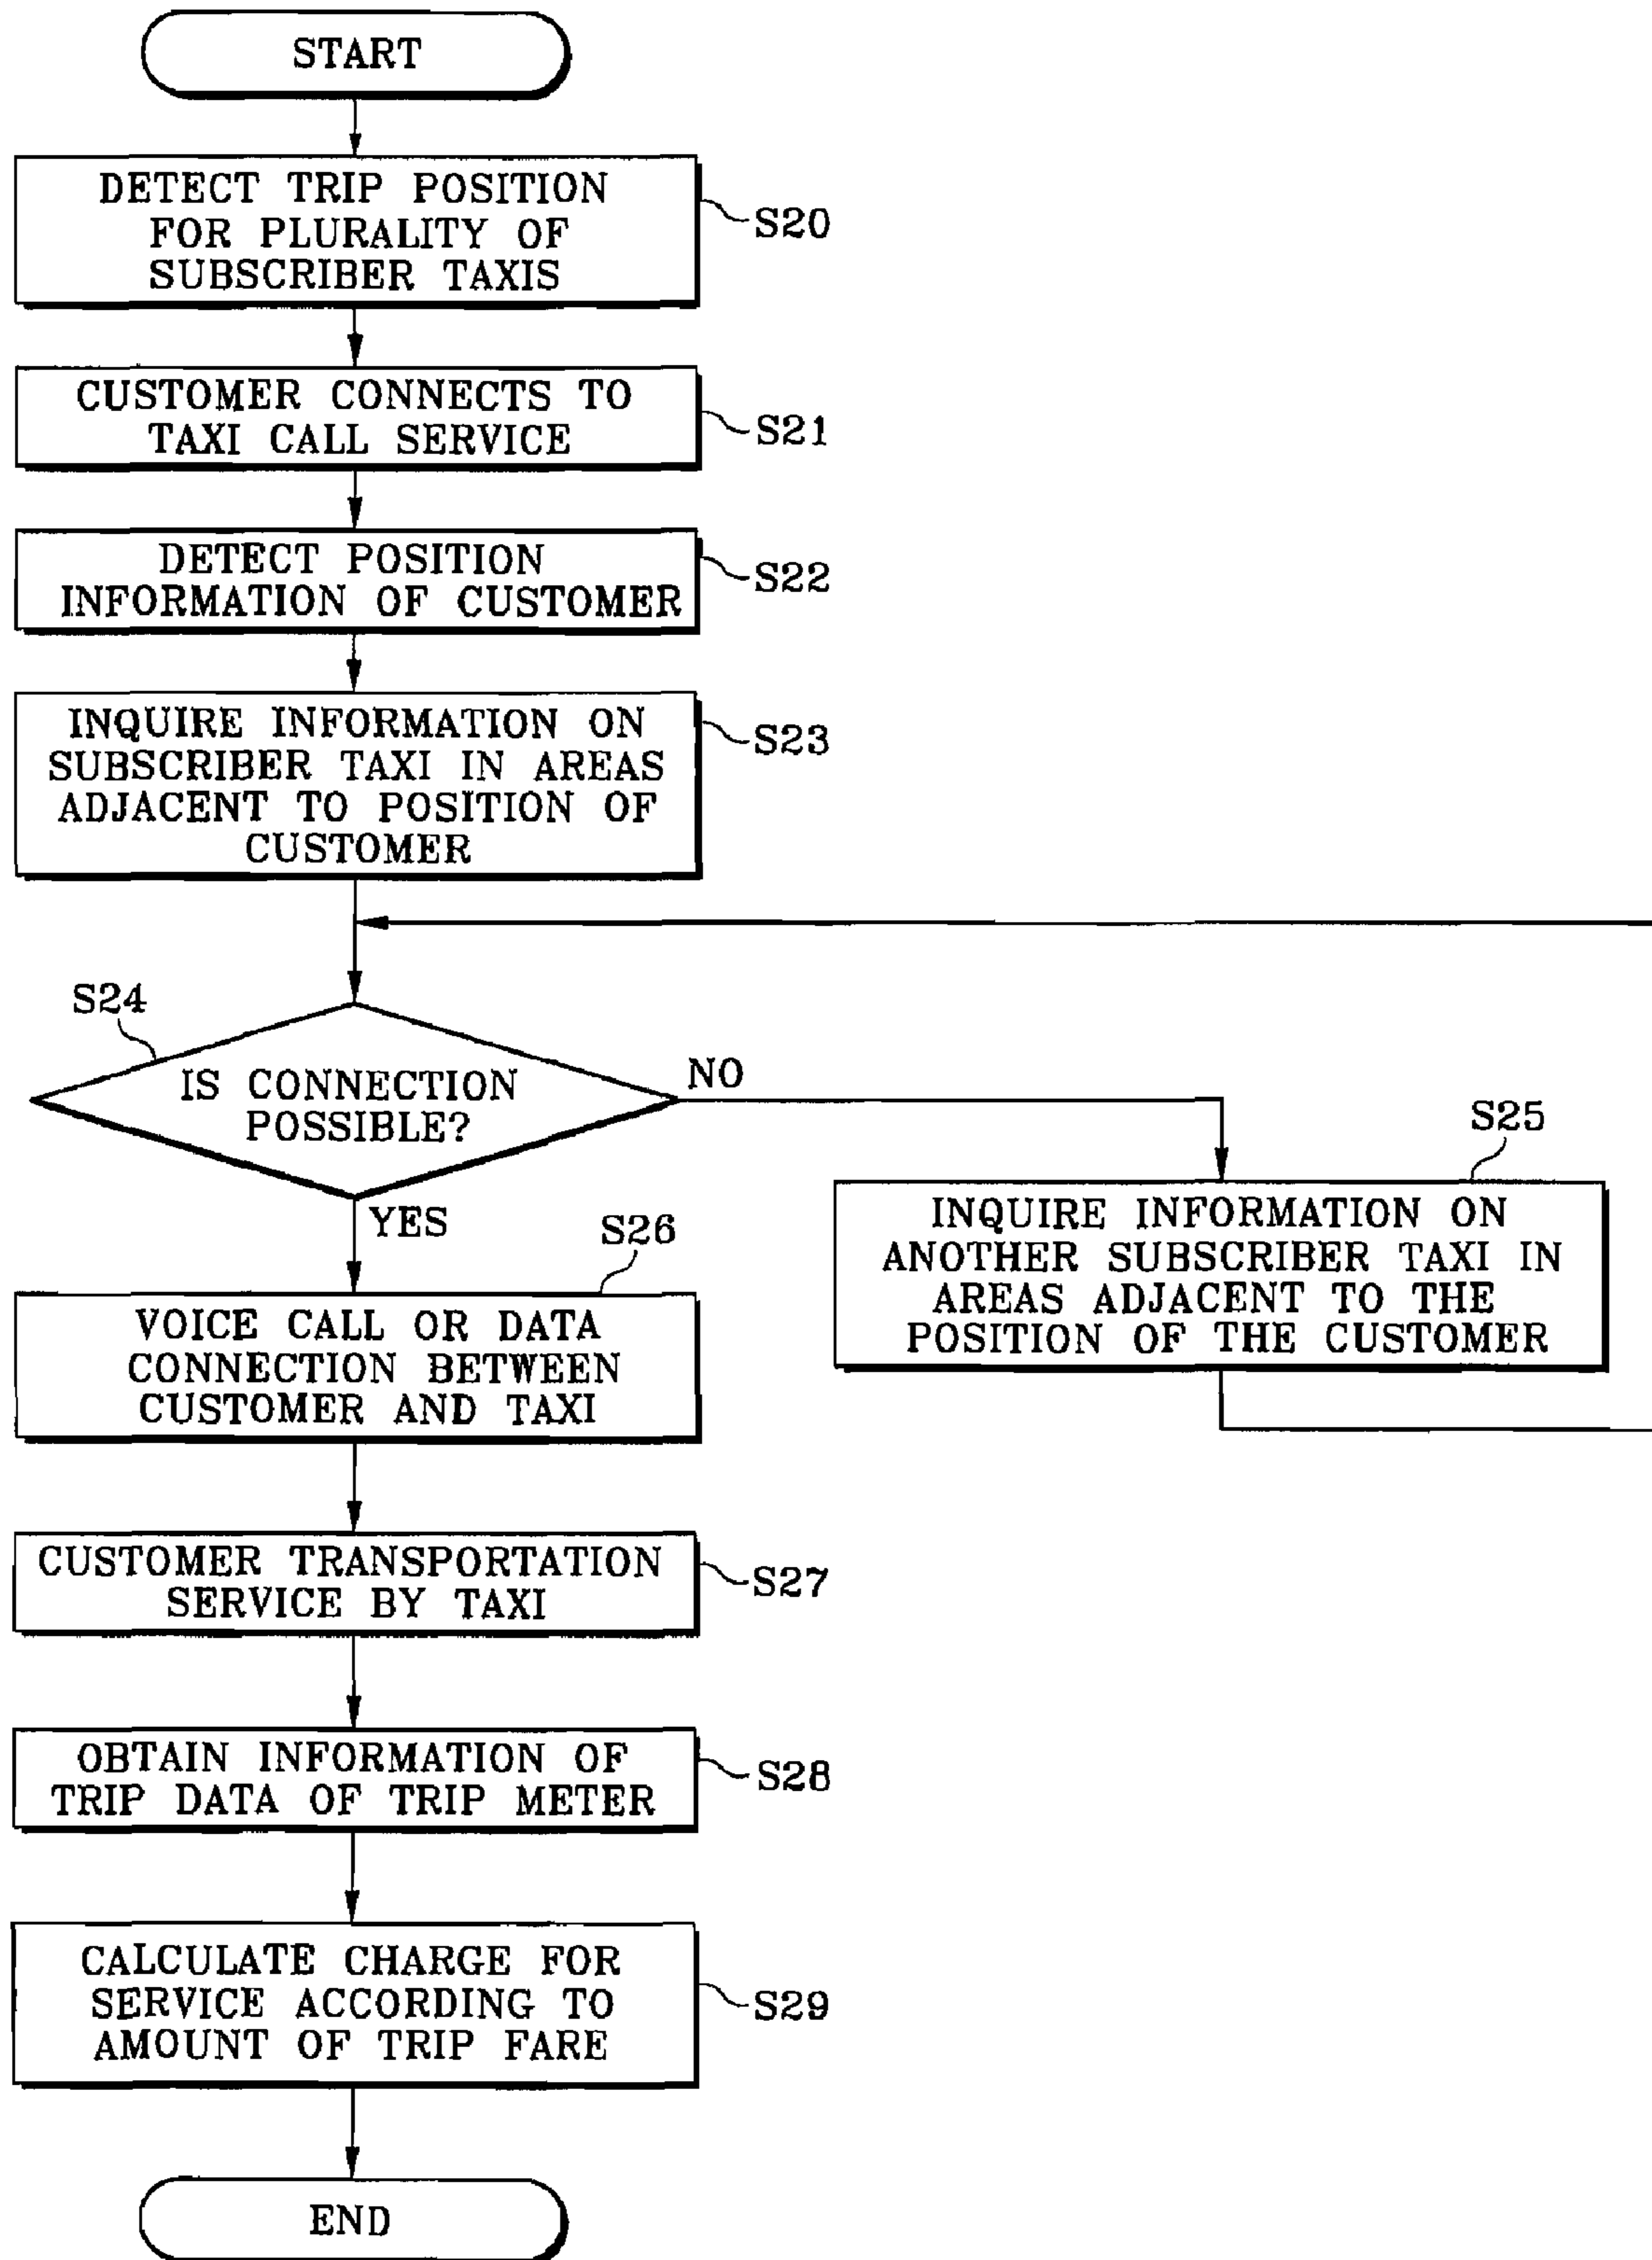 START
DETECT TRIP POSITION
FOR PLURALITY OF
SUBSCRIBER TAXIS
S20
CUSTOMER CONNECTS TO
TAXI CALL SERVICE
S21
DETECT POSITION
INFORMATION OF CUSTOMER
S22
INQUIRE INFORMATION ON
SUBSCRIBER TAXI IN AREAS
ADJACENT TO POSITION OF
CUSTOMER
S23
S24
IS CONNECTION
POSSIBLE?
NO
YES
S25
INQUIRE INFORMATION ON
ANOTHER SUBSCRIBER TAXI IN
AREAS ADJACENT TO THE
POSITION OF THE CUSTOMER
S26
VOICE CALL OR DATA
CONNECTION BETWEEN
CUSTOMER AND TAXI
CUSTOMER TRANSPORTATION
SERVICE BY TAXI
S27
OBTAIN INFORMATION OF
TRIP DATA OF TRIP METER
S28
CALCULATE CHARGE FOR
SERVICE ACCORDING TO
AMOUNT OF TRIP FARE
S29
END